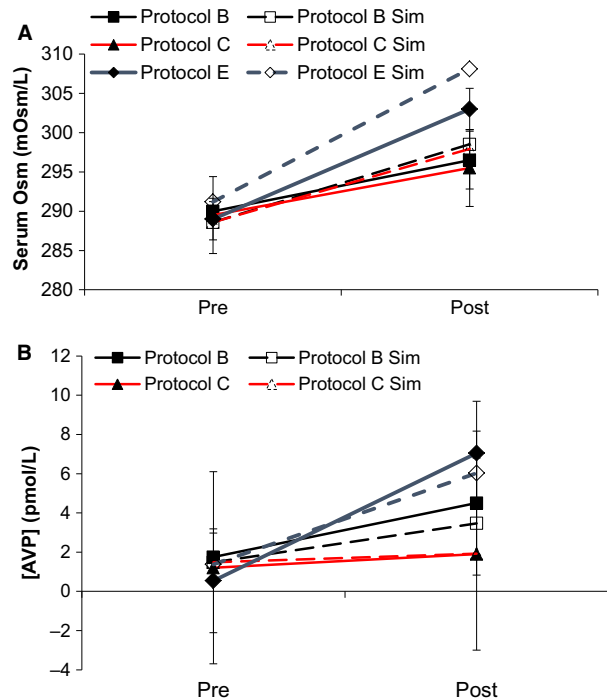 A
Protocol B Protocol B Sim
Protocol C Protocol C Sim
Protocol E Protocol E Sim
Serum Osm (mOsm/L)
310
305
300
295
290
285
280
Pre Post
B
Protocol B Protocol B Sim
Protocol C Protocol C Sim
[AVP] (pmol/L)
12
10
8
6
4
2
0
–2
–4
Pre Post